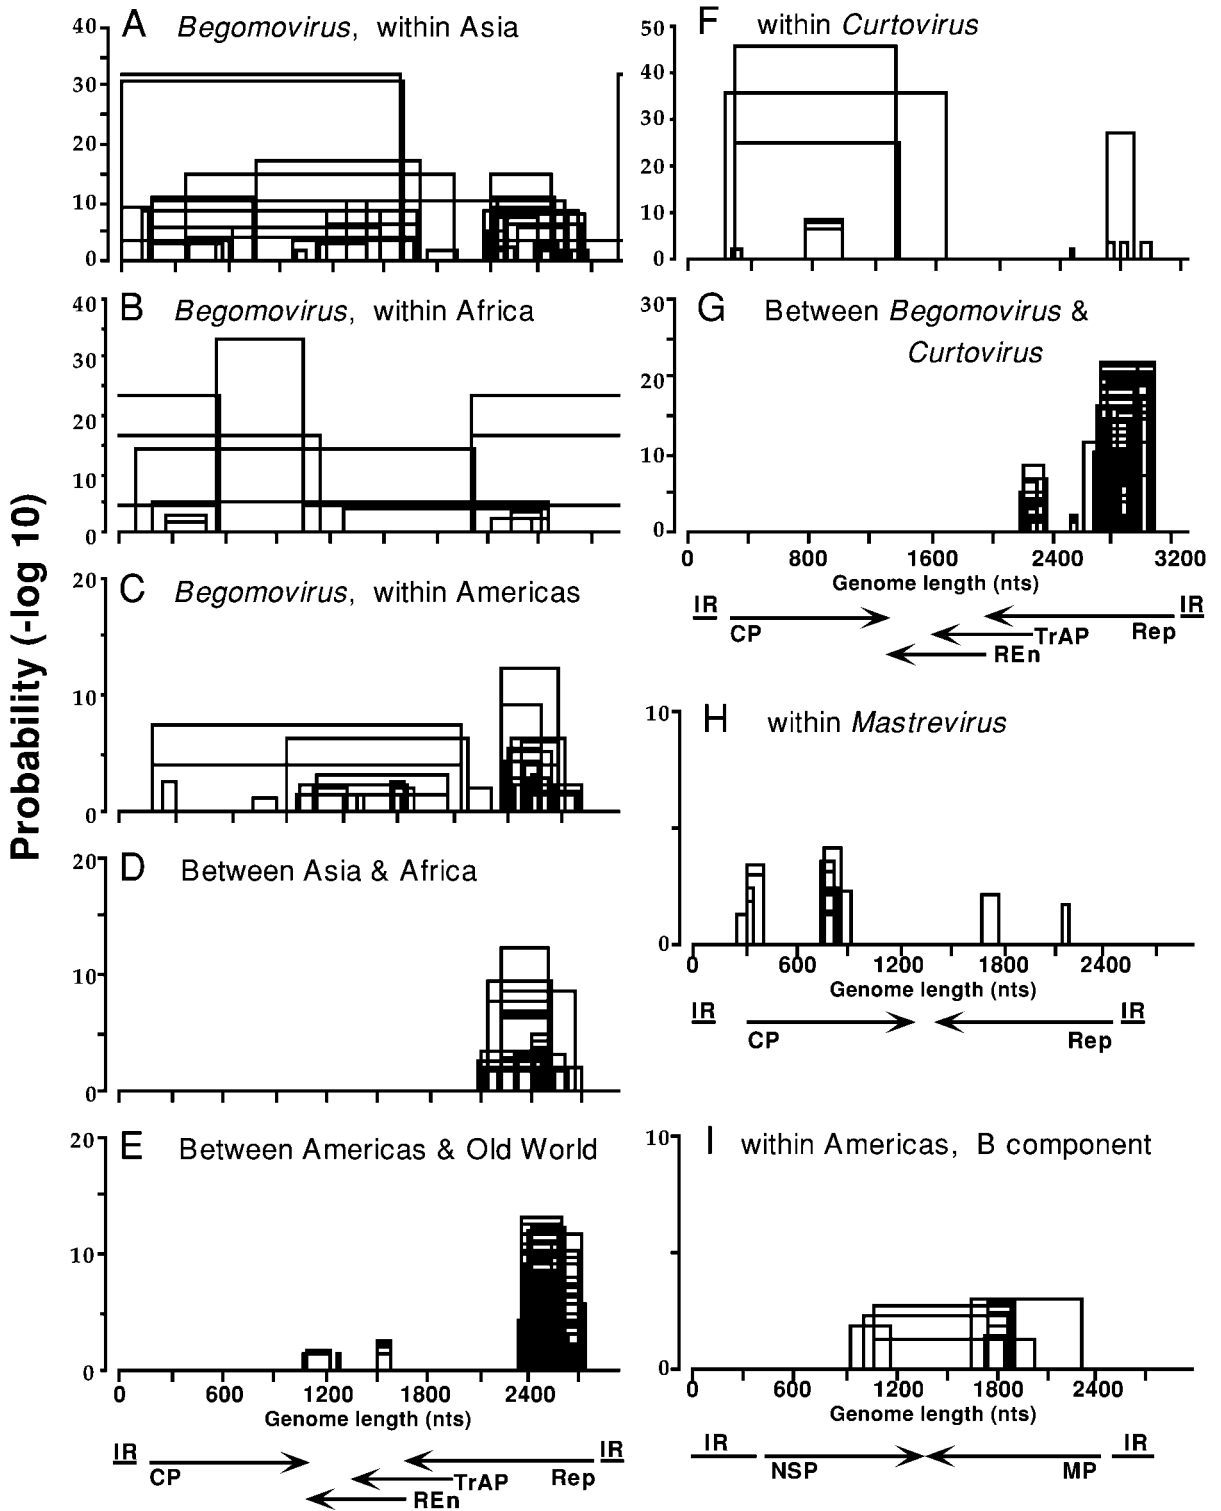 Probability (-log 10)
A Begomovirus, within Asia
40
30
20
10
0
B Begomovirus, within Africa
40
30
20
10
0
C Begomovirus, within Americas
20
10
0
D Between Asia & Africa
20
10
0
E Between Americas & Old World
20
10
0
0 600 1200 1800 2400
Genome length (nts)
IR IR
CP TrAP Rep
REn
F within Curtovirus
50
40
30
20
10
0
G Between Begomovirus &
Curtovirus
30
20
10
0
0 800 1600 2400 3200
Genome length (nts)
IR IR
CP TrAP Rep
REn
H within Mastrevirus
10
0
0 600 1200 1800 2400
Genome length (nts)
IR IR
CP Rep
I within Americas, B component
10
0
0 600 1200 1800 2400
Genome length (nts)
IR IR
NSP MP